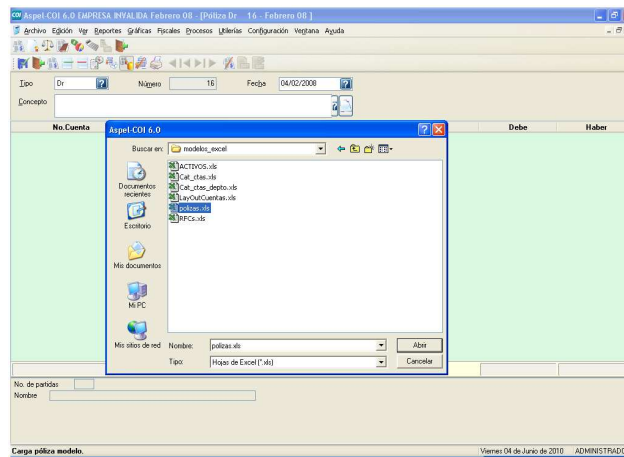 COI Aspel-COI 6.0 EMPRESA INVALIDA Febrero 08 - [Póliza Dr 16 - Febrero 08 ]
Archivo Edición Ver Reportes Gráficas Fiscales Procesos Utilerías Configuración Ventana Ayuda
Tipo Dr Número 16 Fecha 04/02/2008
Concepto
No.Cuenta Debe Haber
Aspel-COI 6.0
Buscar en: modelos_excel
ACTIVOS.xls
Cat_ctas.xls
Cat_ctas_depto.xls
LayOutCuentas.xls
polizas.xls
RFCs.xls
Documentos recientes
Escritorio
Mis documentos
Mi PC
Mis sitios de red
Nombre: polizas.xls Abrir
Tipo: Hojas de Excel (*.xls) Cancelar
No. de partidas
Nombre
Carga póliza modelo. Viernes 04 de Junio de 2010 ADMINISTRADO